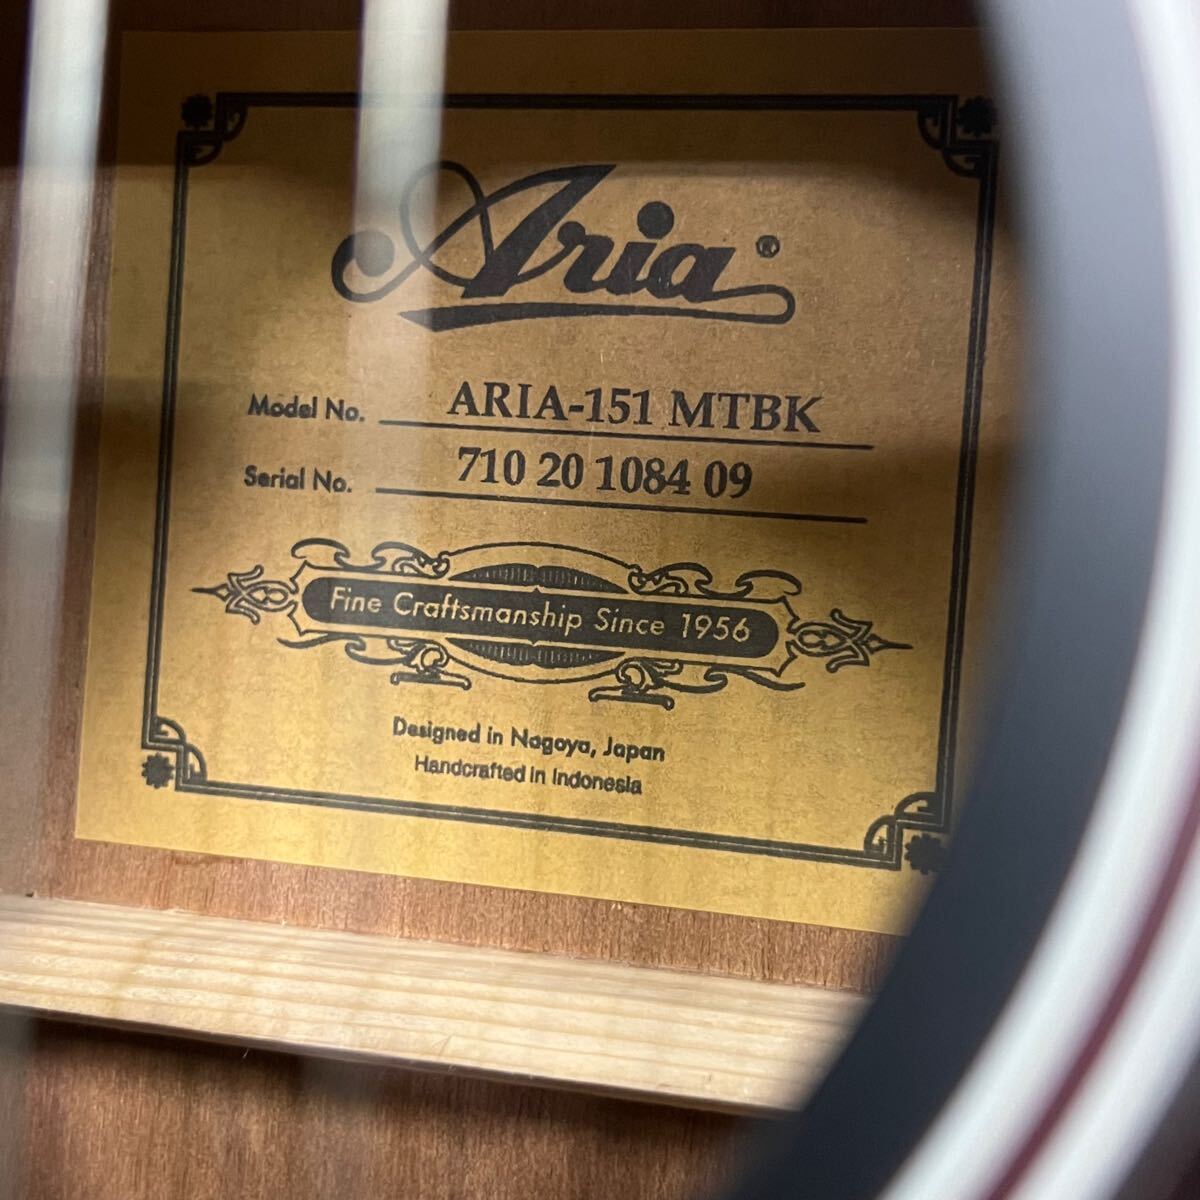 Aria®
Model No. ARIA-151 MTBK
Serial No. 710 20 1084 09
Fine Craftsmanship Since 1956
Designed in Nagoya, Japan
Handcrafted in Indonesia